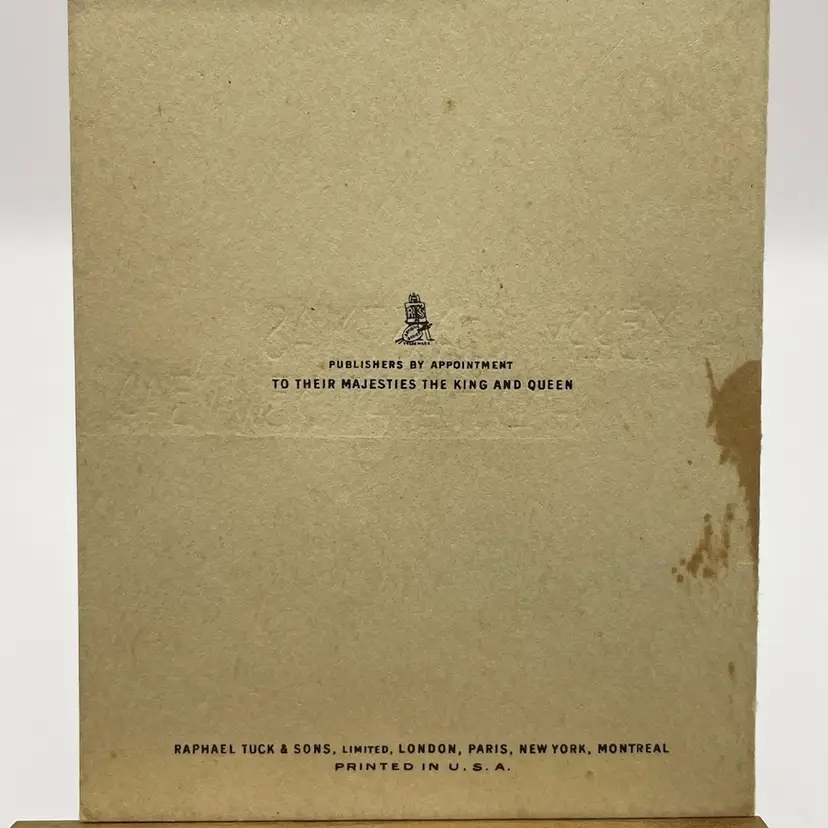 PUBLISHERS BY APPOINTMENT
TO THEIR MAJESTIES THE KING AND QUEEN
RAPHAEL TUCK & SONS, LIMITED, LONDON, PARIS, NEW YORK, MONTREAL
PRINTED IN U. S. A.